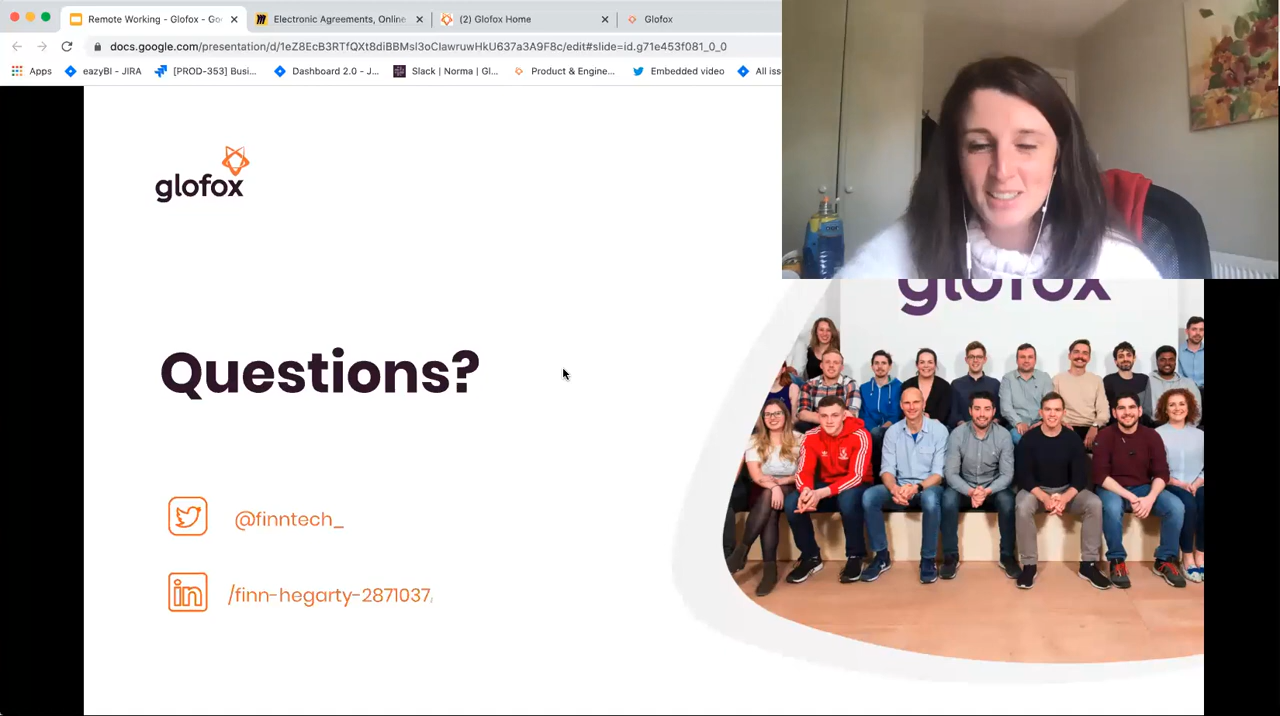 Remote Working - Glofox - Go
Electronic Agreements, Online
(2) Glofox Home
Glofox
docs.google.com/presentation/d/1eZ8EcB3RTfQXt8diBBMsl3oClawruwHkU637a3A9F8c/edit#slide=id.g71e453f081_0_0
Apps
eazyBI - JIRA
[PROD-353] Busi...
Dashboard 2.0 - J...
Slack | Norma | Gl...
Product & Engine...
Embedded video
All iss
glofox
glofox
Questions?
@finntech_
in
/finn-hegarty-2871037